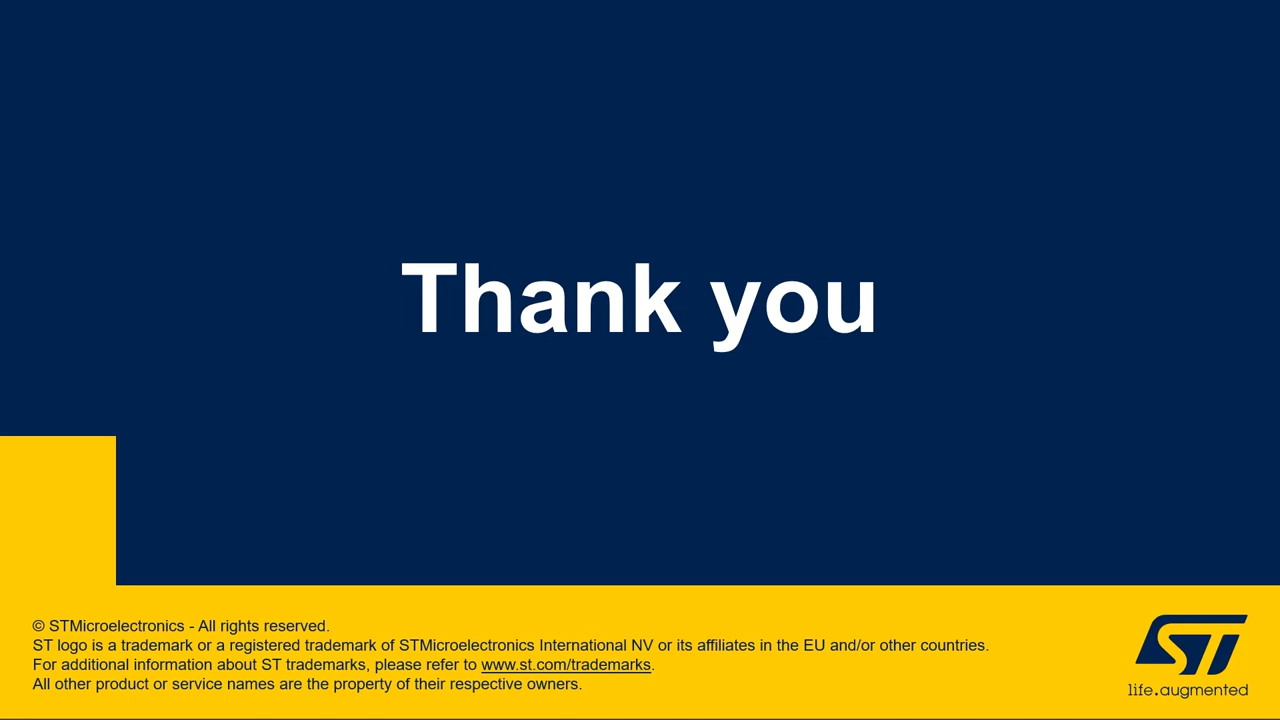 Thank you
© STMicroelectronics - All rights reserved.
ST logo is a trademark or a registered trademark of STMicroelectronics International NV or its affiliates in the EU and/or other countries.
For additional information about ST trademarks, please refer to www.st.com/trademarks.
All other product or service names are the property of their respective owners.
ST
life.augmented